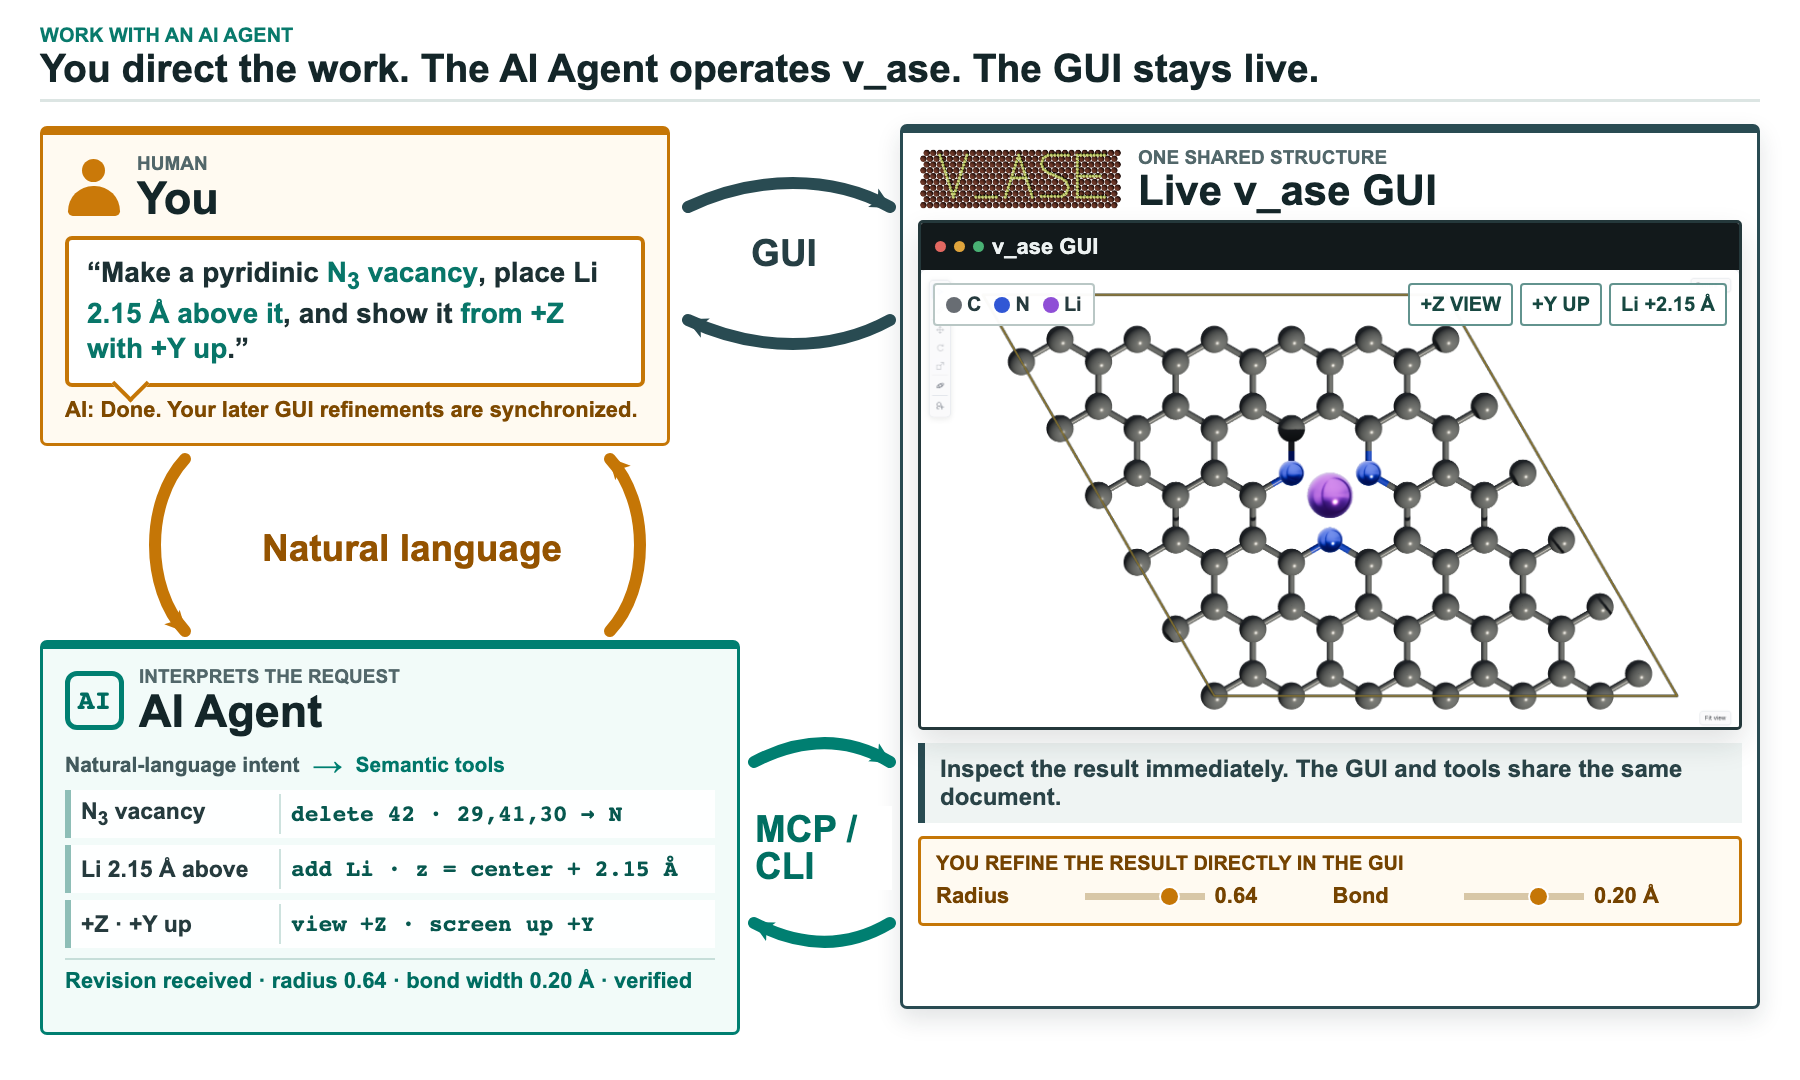 WORK WITH AN AI AGENT
You direct the work. The AI Agent operates v_ase. The GUI stays live.
HUMAN
You
“Make a pyridinic N₃ vacancy, place Li
2.15 Å above it, and show it from +Z
with +Y up.”
AI: Done. Your later GUI refinements are synchronized.
GUI
Natural language
INTERPRETS THE REQUEST
AI
AI Agent
Natural-language intent → Semantic tools
N₃ vacancy delete 42 · 29,41,30 → N
Li 2.15 Å above add Li · z = center + 2.15 Å
+Z · +Y up view +Z · screen up +Y
Revision received · radius 0.64 · bond width 0.20 Å · verified
MCP /
CLI
V_ASE
ONE SHARED STRUCTURE
Live v_ase GUI
v_ase GUI
C N Li
+Z VIEW +Y UP Li +2.15 Å
Fit view
Inspect the result immediately. The GUI and tools share the same
document.
YOU REFINE THE RESULT DIRECTLY IN THE GUI
Radius 0.64 Bond 0.20 Å